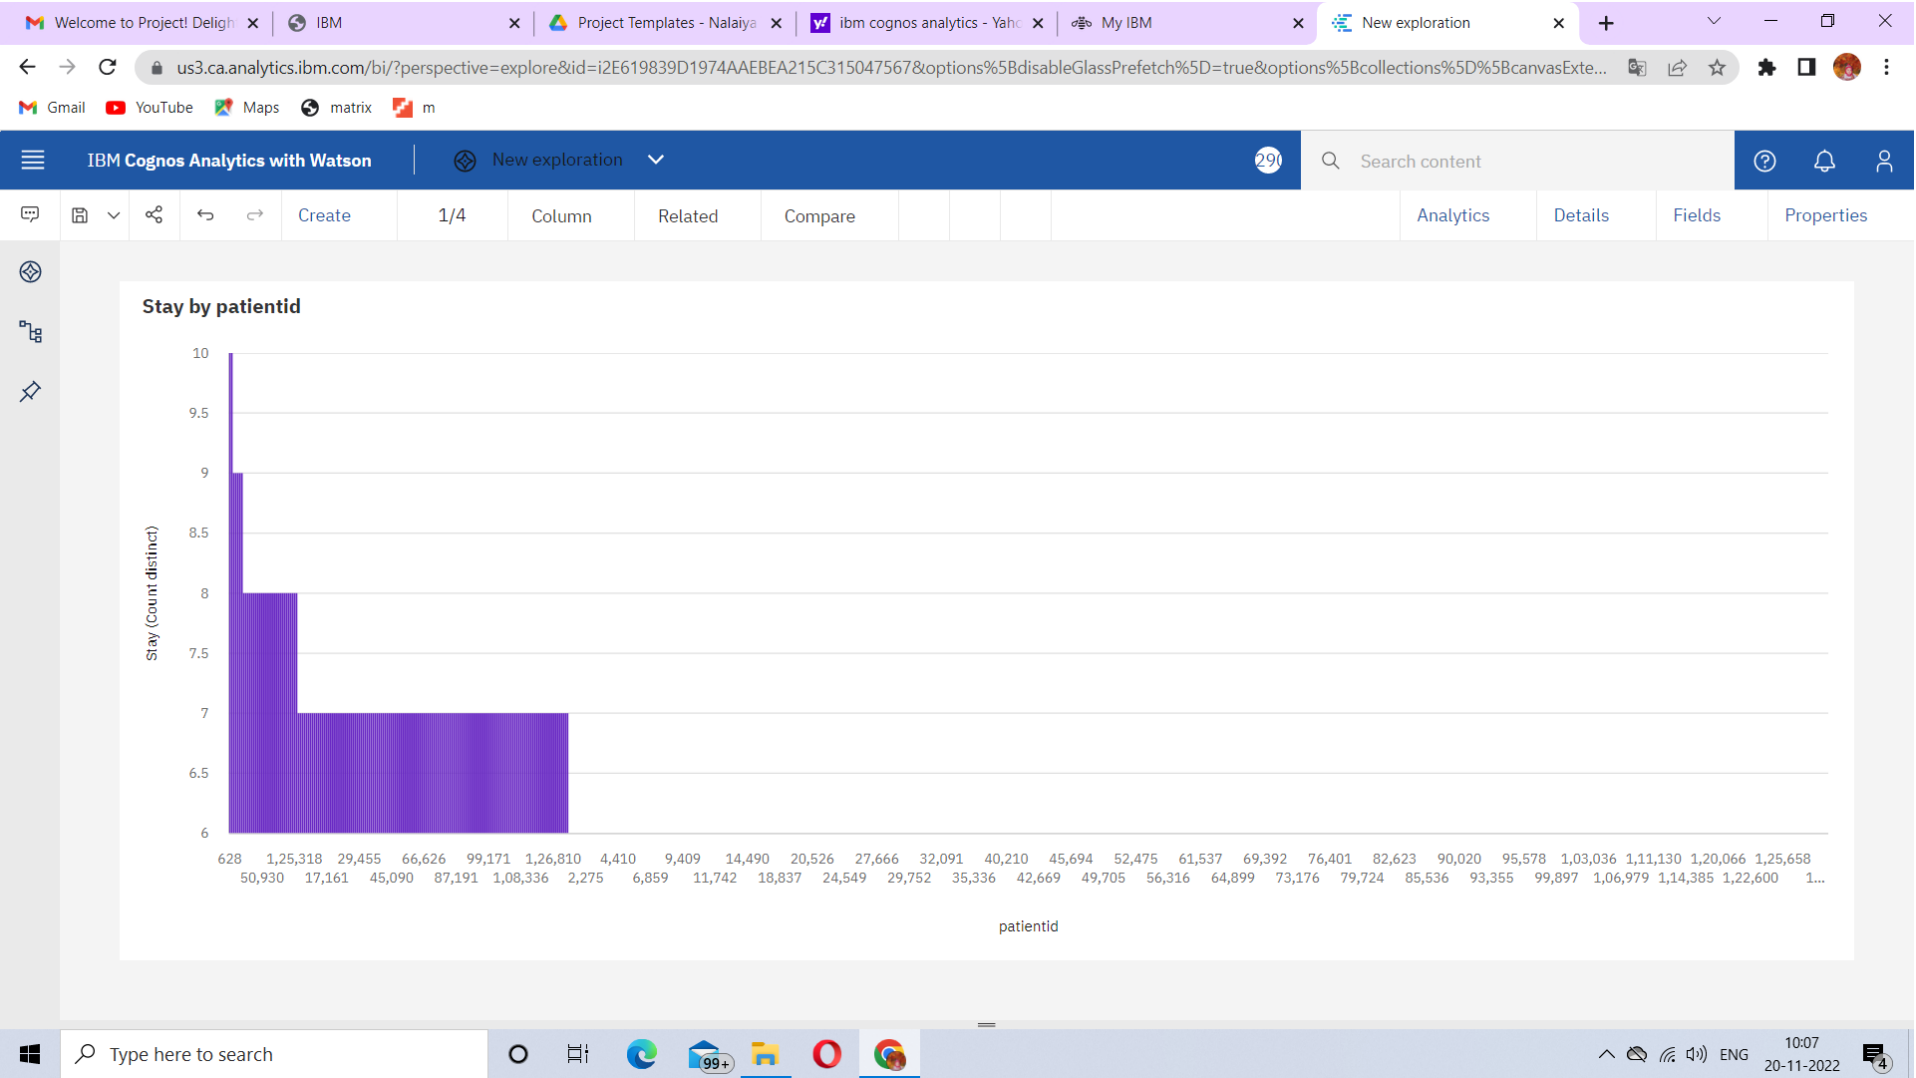 Welcome to Project! Deligh
IBM
Project Templates - Nalaiya
ibm cognos analytics - Yah
My IBM
New exploration
us3.ca.analytics.ibm.com/bi/?perspective=explore&id=i2E619839D1974AAEBEA215C315047567&options%5BdisableGlassPrefetch%5D=true&options%5Bcollections%5D%5BcanvasExte...
Gmail YouTube Maps matrix m
IBM Cognos Analytics with Watson
New exploration
290
Search content
Create 1/4 Column Related Compare Analytics Details Fields Properties
Stay by patientid
10
9.5
9
8.5
8
7.5
7
6.5
6
Stay (Count distinct)
628 1,25,318 29,455 66,626 99,171 1,26,810 4,410 9,409 14,490 20,526 27,666 32,091 40,210 45,694 52,475 61,537 69,392 76,401 82,623 90,020 95,578 1,03,036 1,11,130 1,20,066 1,25,658
50,930 17,161 45,090 87,191 1,08,336 2,275 6,859 11,742 18,837 24,549 29,752 35,336 42,669 49,705 56,316 64,899 73,176 79,724 85,536 93,355 99,897 1,06,979 1,14,385 1,22,600 1...
patientid
Type here to search
99+
ENG
10:07
20-11-2022
4